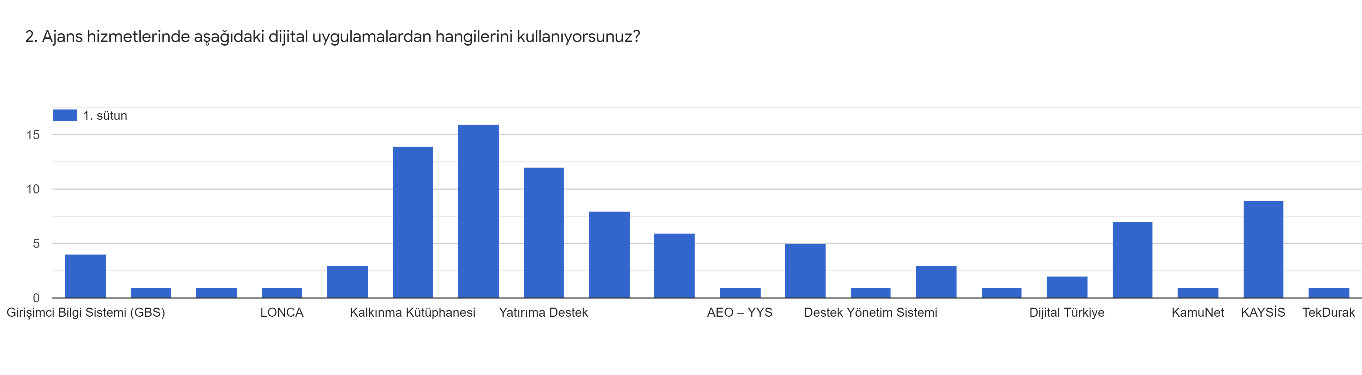 2. Ajans hizmetlerinde aşağıdaki dijital uygulamalardan hangilerini kullanıyorsunuz?
1. sütun
15
10
5
0
Girişimci Bilgi Sistemi (GBS) LONCA Kalkınma Kütüphanesi Yatırıma Destek AEO – YYS Destek Yönetim Sistemi Dijital Türkiye KamuNet KAYSİS TekDurak